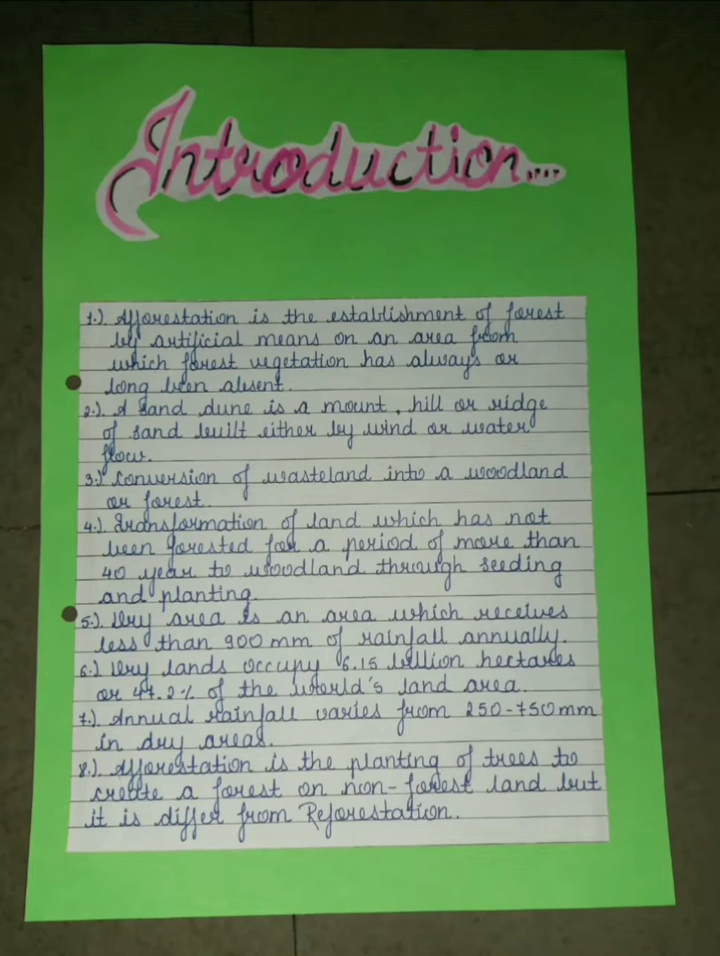 Introduction....
1.) Afforestation is the establishment of forest
by artificial means on an area from
which forest vegetation has always or
long been absent.
2.) A sand dune is a mount, hill or ridge
of sand built either by wind or water
flow.
3.) Conversion of wasteland into a woodland
or forest.
4.) Transformation of land which has not
been forested for a period of more than
40 year to woodland through seeding
and planting.
5.) Dry area is an area which receives
less than 900 mm of rainfall annually.
6.) Dry lands occupy 6.15 billion hectares
or 47.2% of the world's land area.
7.) Annual rainfall varies from 250-750mm
in dry areas.
8.) Afforestation is the planting of trees to
create a forest on non-forest land but
it is differ from Reforestation.